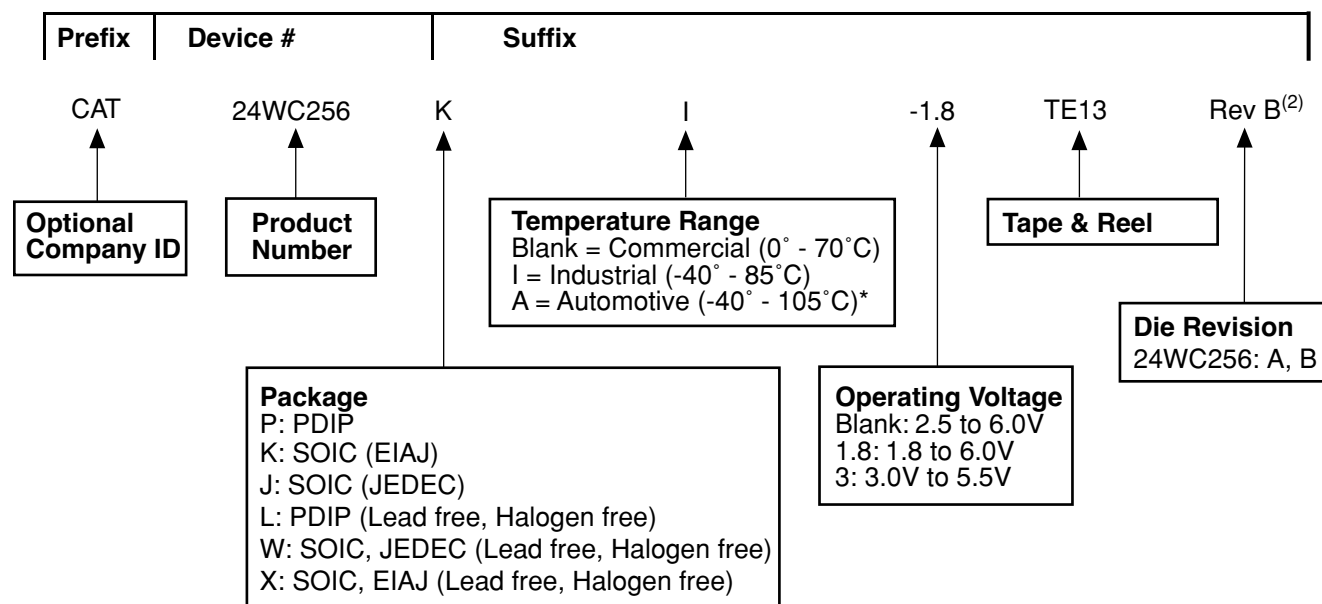 Prefix Device # Suffix
CAT 24WC256 K I -1.8 TE13 Rev B(2)
Optional
Company ID
Product
Number
Temperature Range
Blank = Commercial (0˚ - 70˚C)
I = Industrial (-40˚ - 85˚C)
A = Automotive (-40˚ - 105˚C)*
Tape & Reel
Die Revision
24WC256: A, B
Package
P: PDIP
K: SOIC (EIAJ)
J: SOIC (JEDEC)
L: PDIP (Lead free, Halogen free)
W: SOIC, JEDEC (Lead free, Halogen free)
X: SOIC, EIAJ (Lead free, Halogen free)
Operating Voltage
Blank: 2.5 to 6.0V
1.8: 1.8 to 6.0V
3: 3.0V to 5.5V